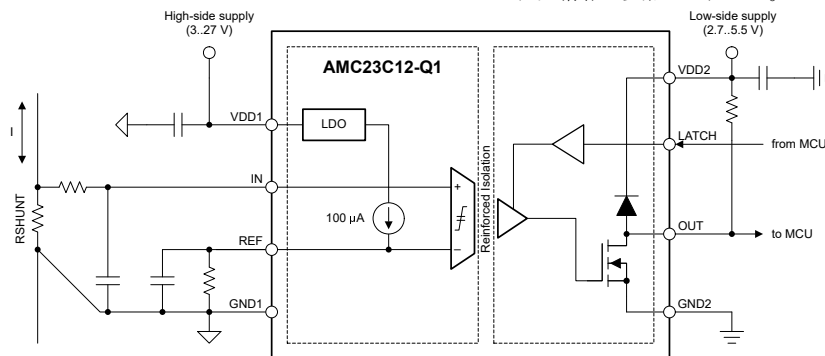 High-side supply
(3..27 V)
Low-side supply
(2.7..5.5 V)
AMC23C12-Q1
VDD1
LDO
VDD2
LATCH
from MCU
I
IN
+
100 µA
Reinforced Isolation
RSHUNT
REF
–
OUT
to MCU
GND1
GND2